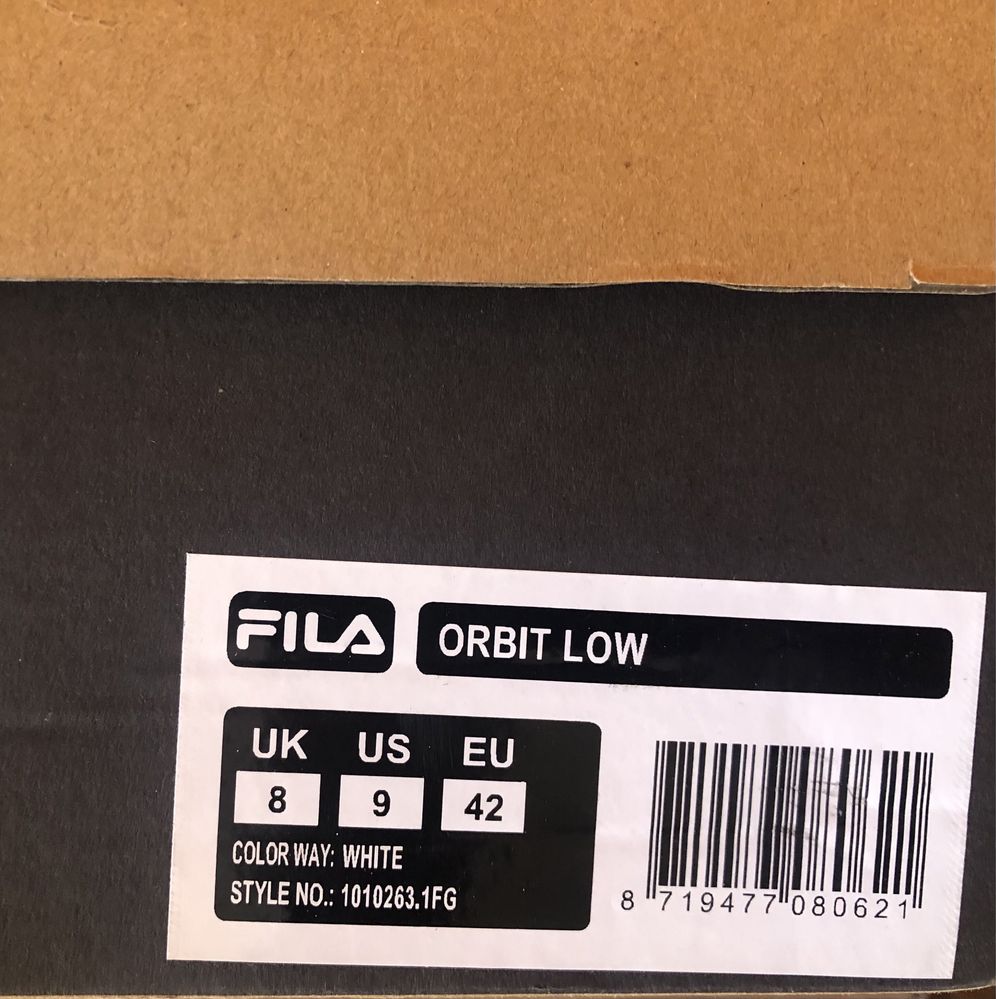 FILA ORBIT LOW
UK US EU
8 9 42
COLOR WAY: WHITE
STYLE NO.: 1010263.1FG
8 719477 080621